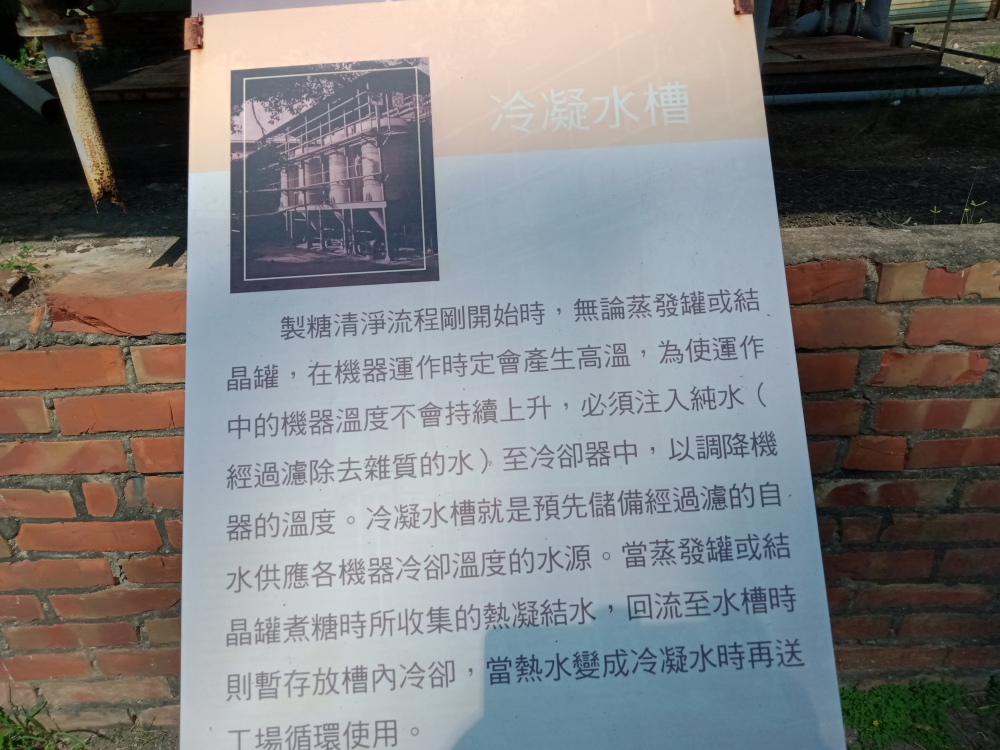 冷凝水槽
製糖清淨流程剛開始時，無論蒸發罐或結
晶罐，在機器運作時定會產生高溫，為使運作
中的機器溫度不會持續上升，必須注入純水（
經過濾除去雜質的水）至冷卻器中，以調降機
器的溫度。冷凝水槽就是預先儲備經過濾的自
水供應各機器冷卻溫度的水源。當蒸發罐或結
晶罐煮糖時所收集的熱凝結水，回流至水槽時
則暫存放槽內冷卻，當熱水變成冷凝水時再送
工場循環使用。